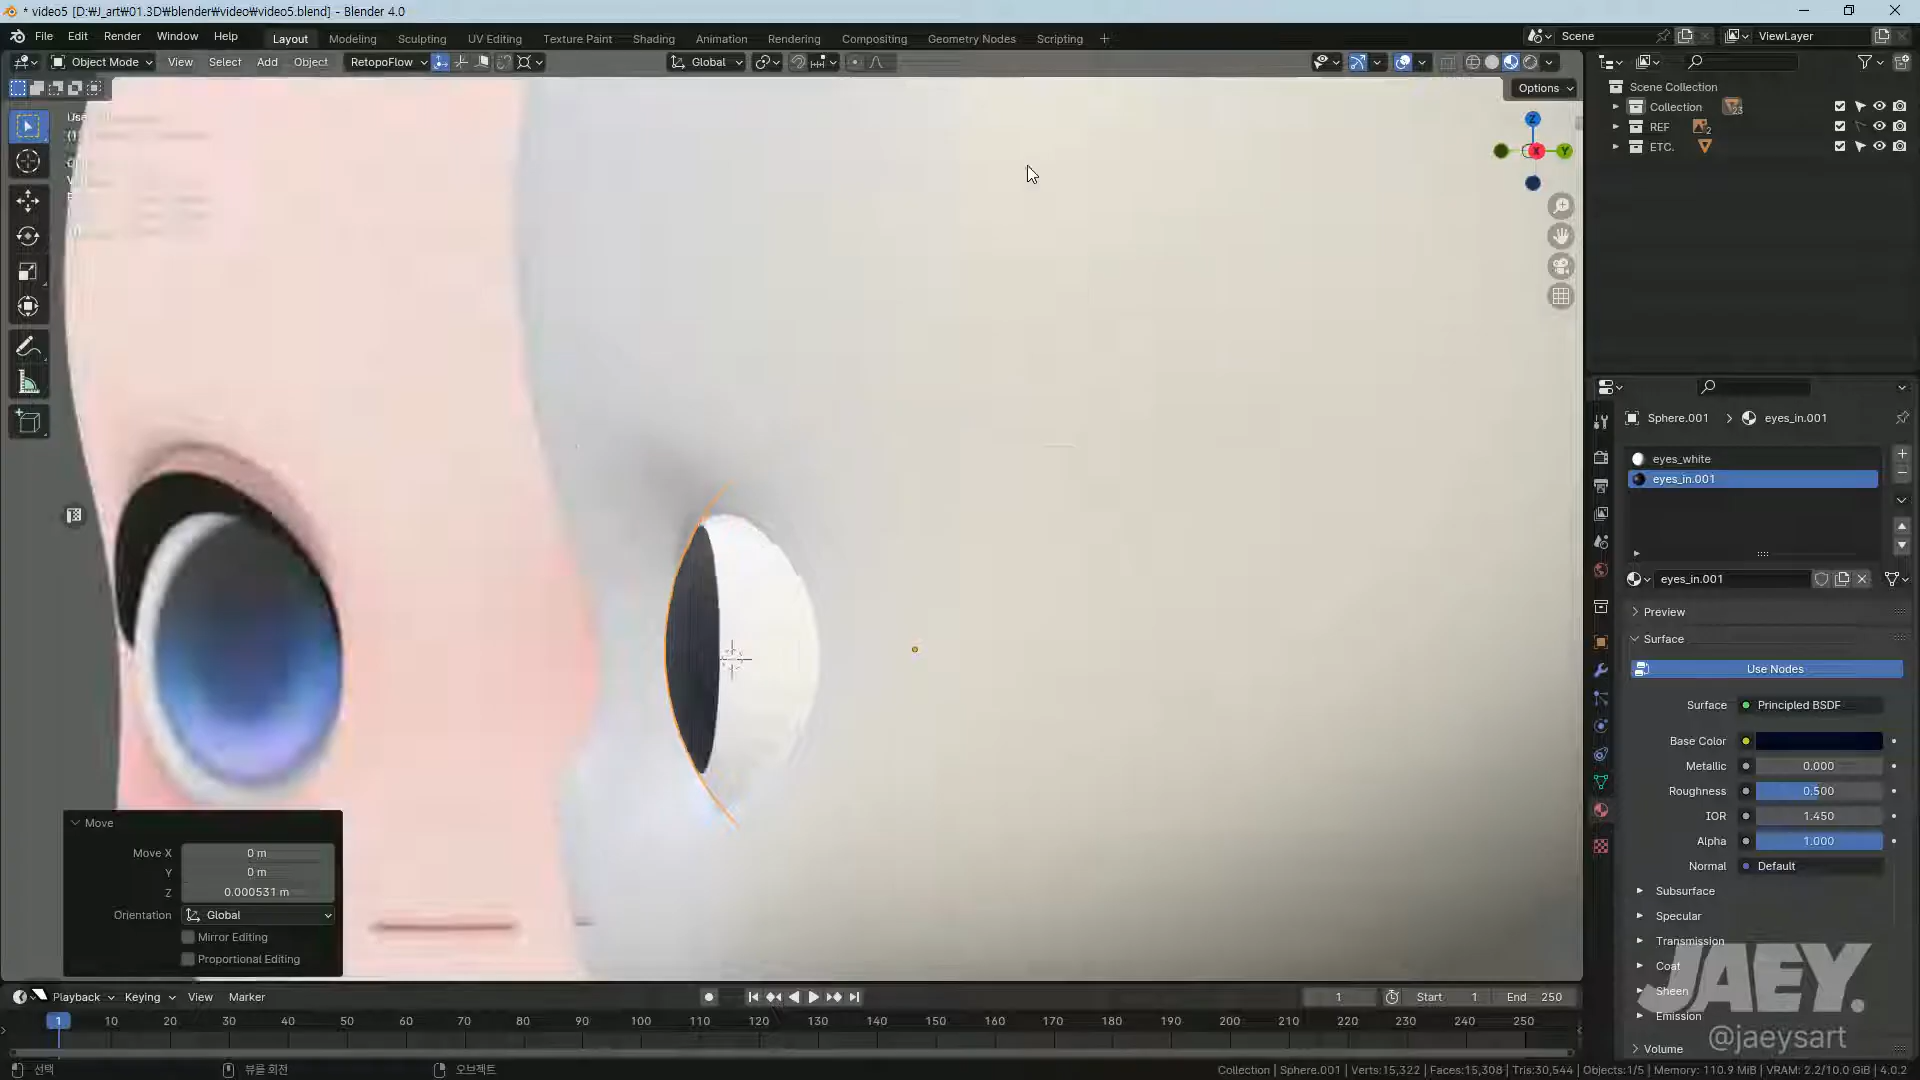 * video5 [D:₩J_art₩01.3D₩blender₩video₩video5.blend] - Blender 4.0
File Edit Render Window Help
Layout Modeling Sculpting UV Editing Texture Paint Shading Animation Rendering Compositing Geometry Nodes Scripting
Scene
ViewLayer
Object Mode View Select Add Object RetopoFlow
Global
Options
Use
(1)
Z
X
Y
Scene Collection
Collection 23
REF 2
ETC.
Sphere.001 eyes_in.001
eyes_white
eyes_in.001
eyes_in.001
Preview
Surface
Use Nodes
Surface Principled BSDF
Base Color
Metallic 0.000
Roughness 0.500
IOR 1.450
Alpha 1.000
Normal Default
Subsurface
Specular
Transmission
Coat
Sheen
Emission
Volume
JAEY.
@jaeysart
Move
Move X 0 m
Y 0 m
Z 0.000531 m
Orientation Global
Mirror Editing
Proportional Editing
Playback Keying View Marker
1
Start 1
End 250
1 10 20 30 40 50 60 70 80 90 100 110 120 130 140 150 160 170 180 190 200 210 220 230 240 250
선택
뷰를 회전
오브젝트
Collection | Sphere.001 | Verts:15,322 | Faces:15,308 | Tris:30,544 | Objects:1/5 | Memory: 110.9 MiB | VRAM: 2.2/10.0 GiB | 4.0.2